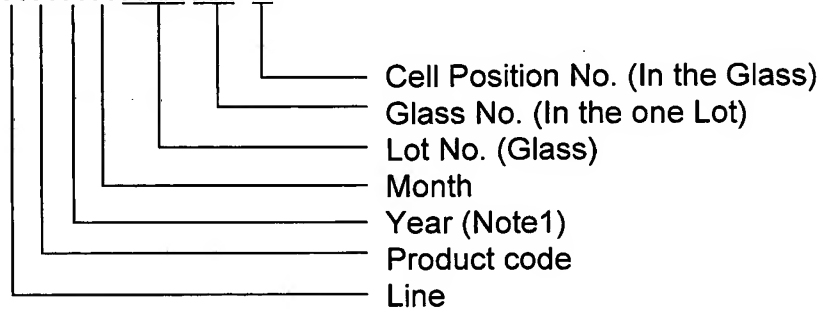 Cell Position No. (In the Glass)
Glass No. (In the one Lot)
Lot No. (Glass)
Month
Year (Note1)
Product code
Line